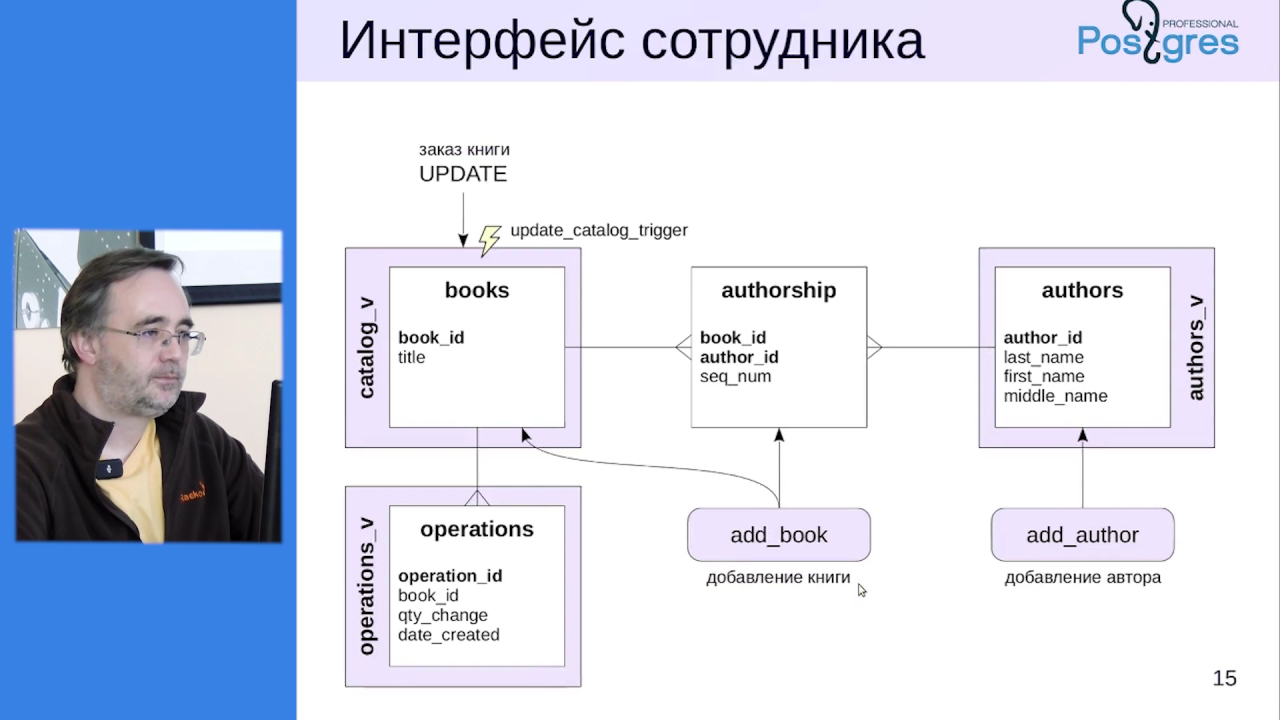 Интерфейс сотрудника
PROFESSIONAL
Postgres
заказ книги
UPDATE
update_catalog_trigger
catalog_v
books
book_id
title
authorship
book_id
author_id
seq_num
authors
author_id
last_name
first_name
middle_name
authors_v
operations_v
operations
operation_id
book_id
qty_change
date_created
add_book
добавление книги
add_author
добавление автора
15